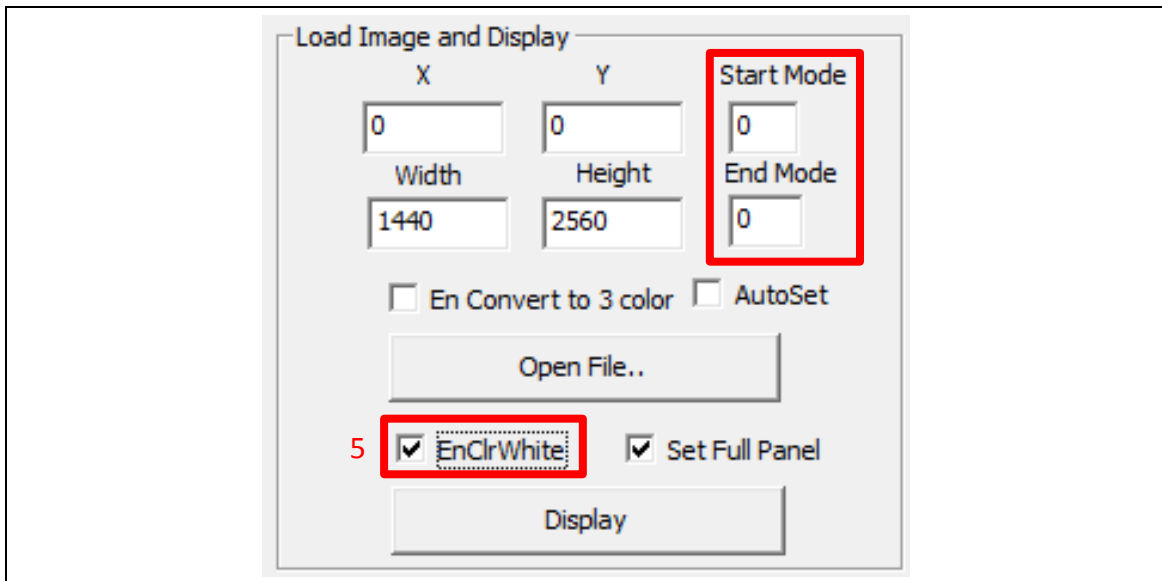 Load Image and Display
X Y Start Mode
0 0 0
Width Height End Mode
1440 2560 0
En Convert to 3 color AutoSet
Open File..
5 EnClrWhite Set Full Panel
Display